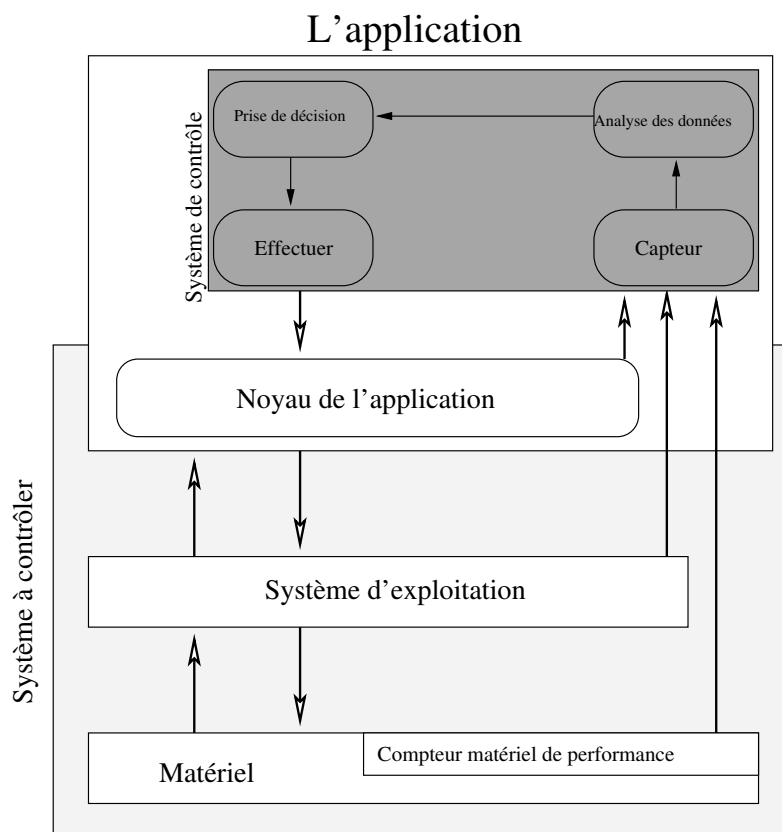 L'application
Système de contrôle
Prise de décision
Analyse des données
Effectuer
Capteur
Noyau de l'application
Système à contrôler
Système d'exploitation
Compteur matériel de performance
Matériel